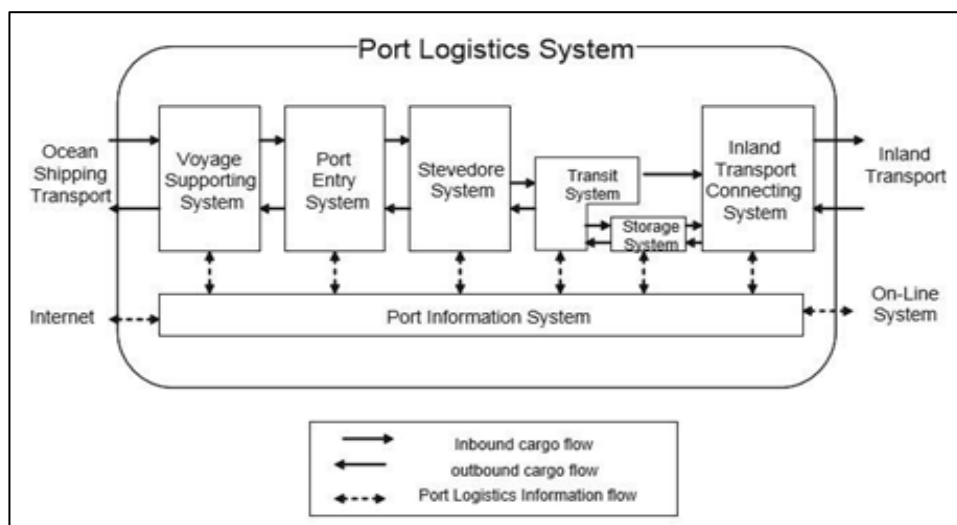 Port Logistics System
Ocean
Shipping
Transport
Voyage
Supporting
System
Port
Entry
System
Stevedore
System
Transit
System
Storage
System
Inland
Transport
Connecting
System
Inland
Transport
Internet
Port Information System
On-Line
System
Inbound cargo flow
outbound cargo flow
Port Logistics Information flow